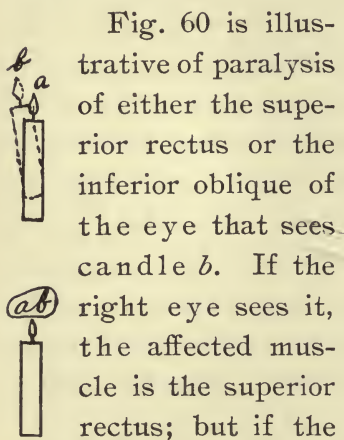 Fig. 60 is illus-
b
trative of paralysis
a
of either the supe-
rior rectus or the
inferior oblique of
the eye that sees
candle b. If the
ab
right eye sees it,
the affected mus-
cle is the superior
rectus; but if the